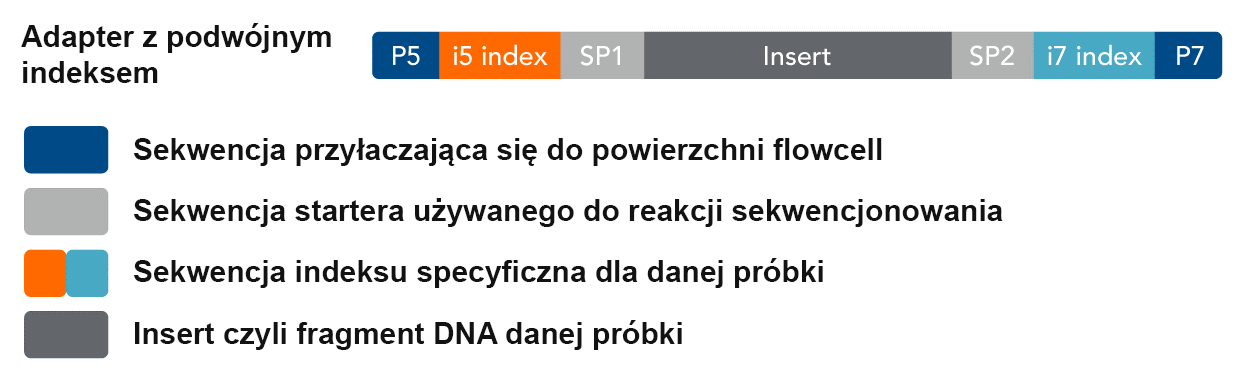 Adapter z podwójnym
indeksem
P5 i5 index SP1 Insert SP2 i7 index P7
Sekwencja przyłaczająca się do powierzchni flowcell
Sekwencja startera używanego do reakcji sekwencjonowania
Sekwencja indeksu specyficzna dla danej próbki
Insert czyli fragment DNA danej próbki